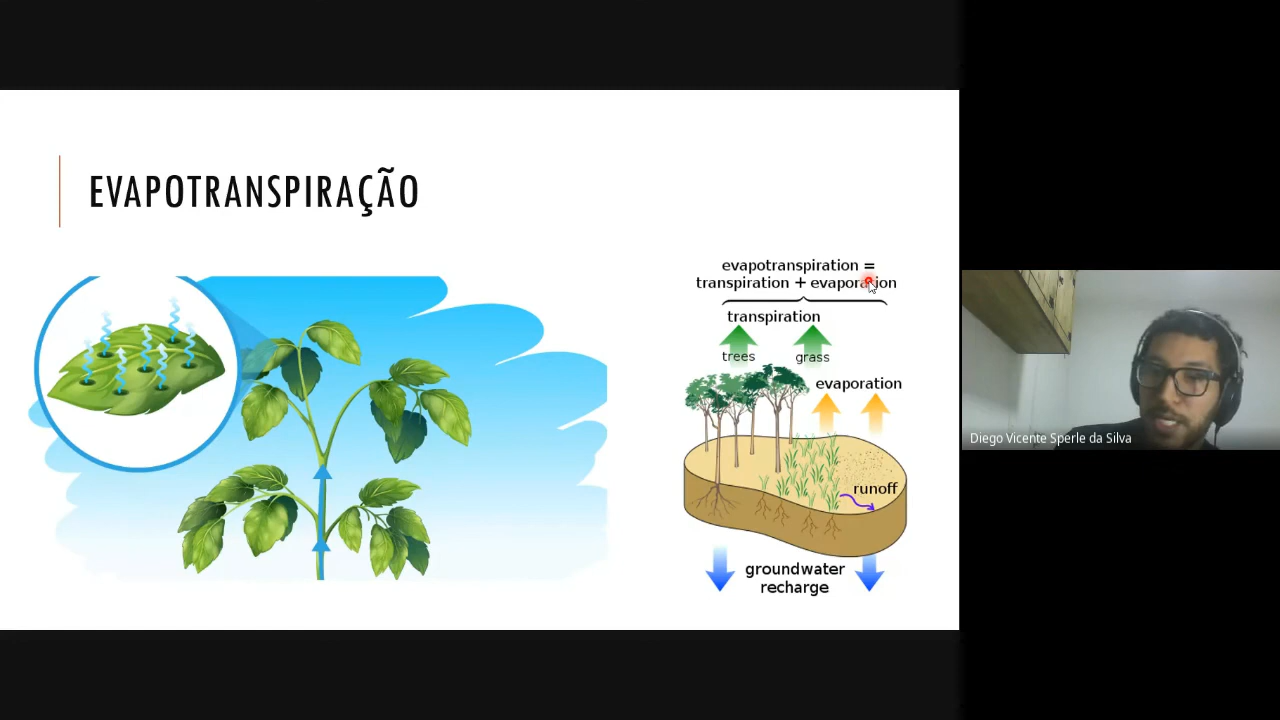 EVAPOTRANSPIRAÇÃO
evapotranspiration =
transpiration + evaporation
transpiration
trees grass
evaporation
runoff
groundwater
recharge
Diego Vicente Sperle da Silva